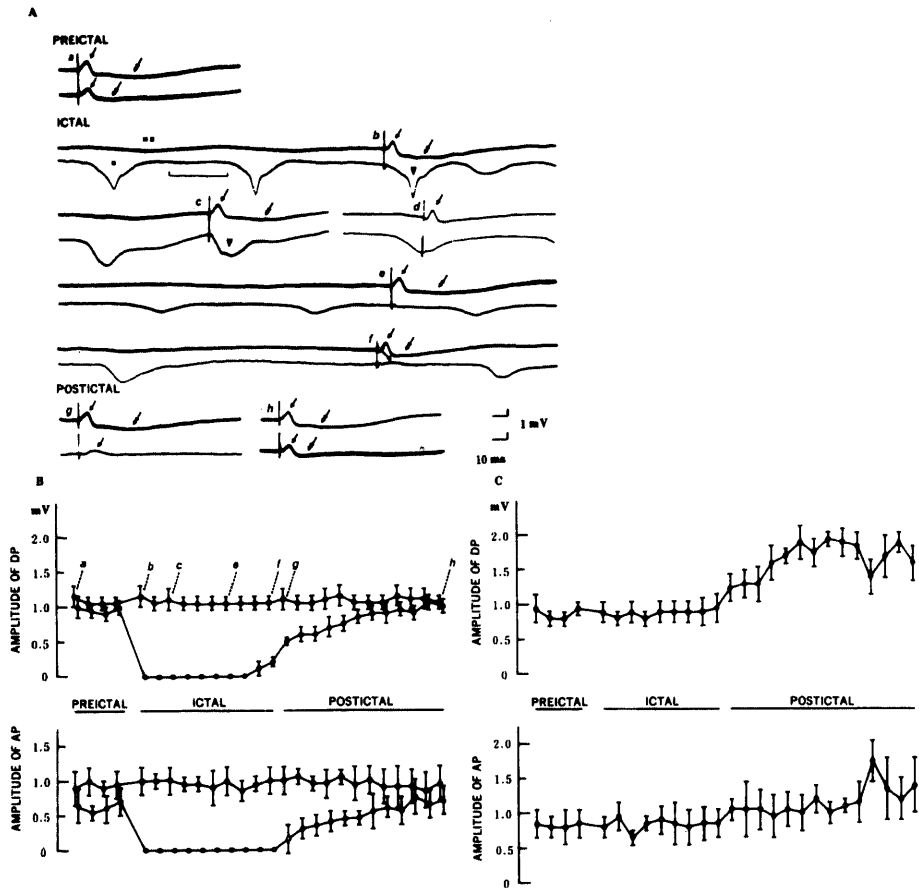 A
PREICTAL
a
ICTAL
**
b
*
c
d
e
f
POSTICTAL
g
h
1 mV
10 ms
B
C
mV
2.0
1.5
1.0
0.5
0
AMPLITUDE OF DP
a
b
c
e
f
g
h
mV
2.0
1.5
1.0
0.5
0
AMPLITUDE OF DP
PREICTAL
ICTAL
POSTICTAL
PREICTAL
ICTAL
POSTICTAL
1.5
1.0
0.5
0
AMPLITUDE OF AP
2.0
1.5
1.0
0.5
0
AMPLITUDE OF AP